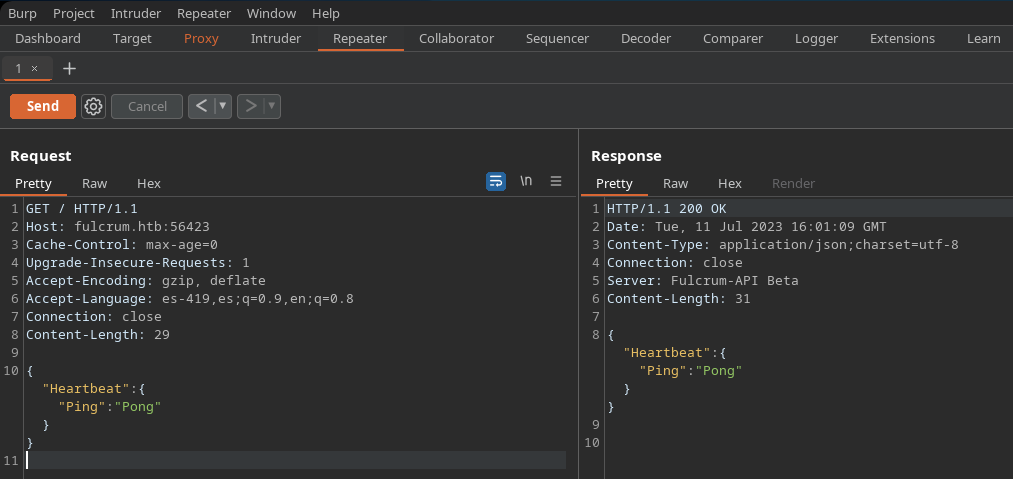 Burp Project Intruder Repeater Window Help
Dashboard Target Proxy Intruder Repeater Collaborator Sequencer Decoder Comparer Logger Extensions Learn
1 × +
Send Cancel < >
Request
Pretty Raw Hex \n
1 GET / HTTP/1.1
2 Host: fulcrum.htb:56423
3 Cache-Control: max-age=0
4 Upgrade-Insecure-Requests: 1
5 Accept-Encoding: gzip, deflate
6 Accept-Language: es-419,es;q=0.9,en;q=0.8
7 Connection: close
8 Content-Length: 29
9
10 {
"Heartbeat":{
"Ping":"Pong"
}
}
11
Response
Pretty Raw Hex Render
1 HTTP/1.1 200 OK
2 Date: Tue, 11 Jul 2023 16:01:09 GMT
3 Content-Type: application/json;charset=utf-8
4 Connection: close
5 Server: Fulcrum-API Beta
6 Content-Length: 31
7
8 {
"Heartbeat":{
"Ping":"Pong"
}
}
9
10